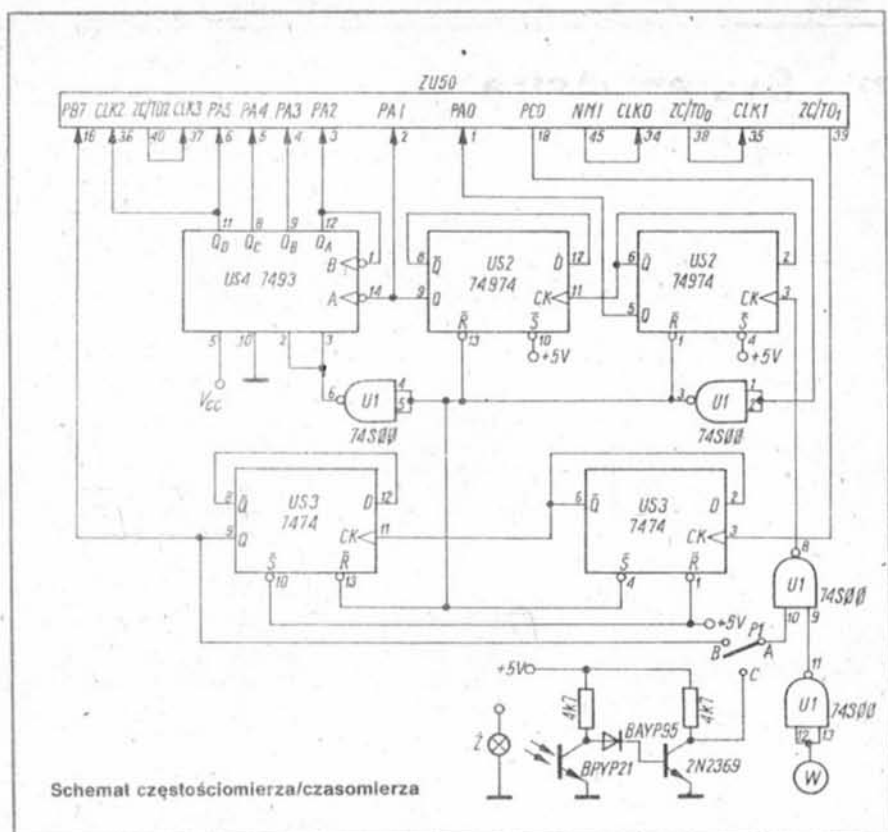 ZU50
PB7 CLK2 ZC/TO2 CLK3 PA5 PA4 PA3 PA2 PA1 PA0 PC0 NMI CLK0 ZC/TO0 CLK1 ZC/TO1
16 36 40 37 6 5 4 3 2 1 18 45 34 38 35 39
11 8 9 12
QD QC QB QA
US4 7493
B 1
A 14
5 10 2 3
VCC
8 Q̄ US2 D 12
74974
9 Q CK 11
R̄ S̄
13 10
+5V
6 Q̄ US2 2
74974
CK 3
5 Q
R̄ S̄
1 4
+5V
6 U1 4
5
74S00
3 U1 1
2
74S00
8 Q̄ US3 D 12
7474
9 Q CK 11
S̄ R̄
10 13
6 Q̄ US3 D 2
7474
CK 3
S̄ R̄
4 1
8
U1
74S00
10 9
+5V
P1
B A
C
11
U1 74S00
12 13
W
+5V
4k7 4k7
BAYP95
Ż
BPYP21 2N2369
Schemat częstościomierza/czasomierza